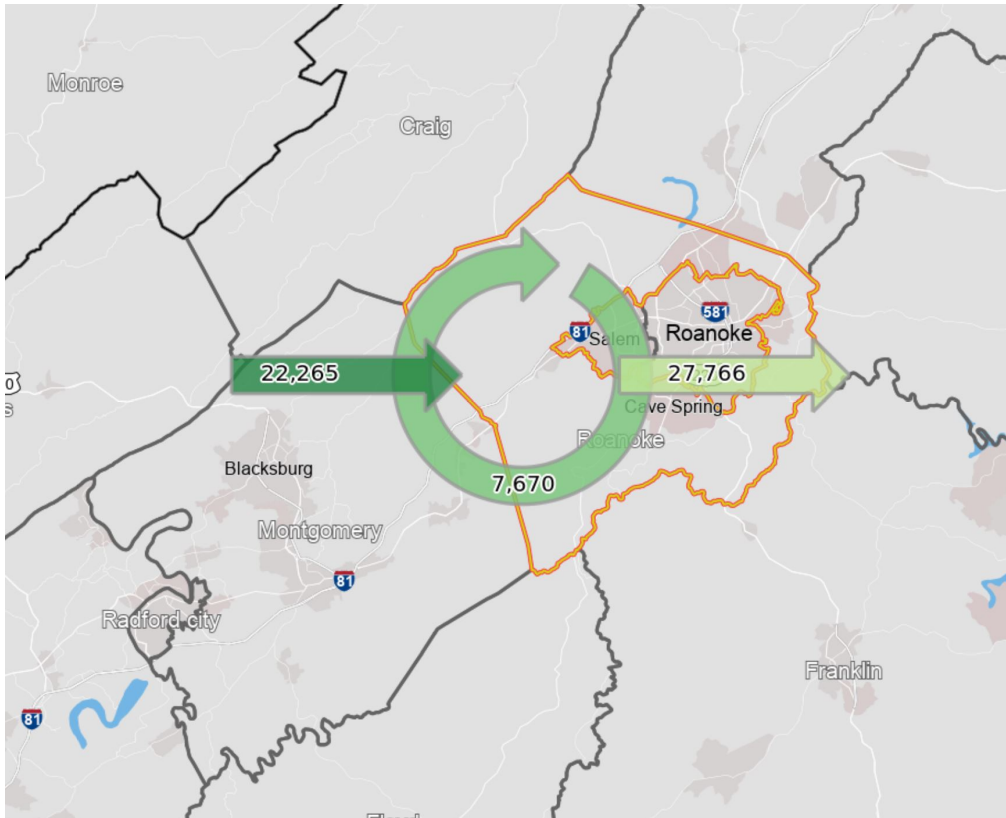 Monroe
Craig
581
81
Roanoke
Salem
22,265
27,766
0
s
Cave Spring
Roanoke
Blacksburg
7,670
Montgomery
81
Radford city
Franklin
81